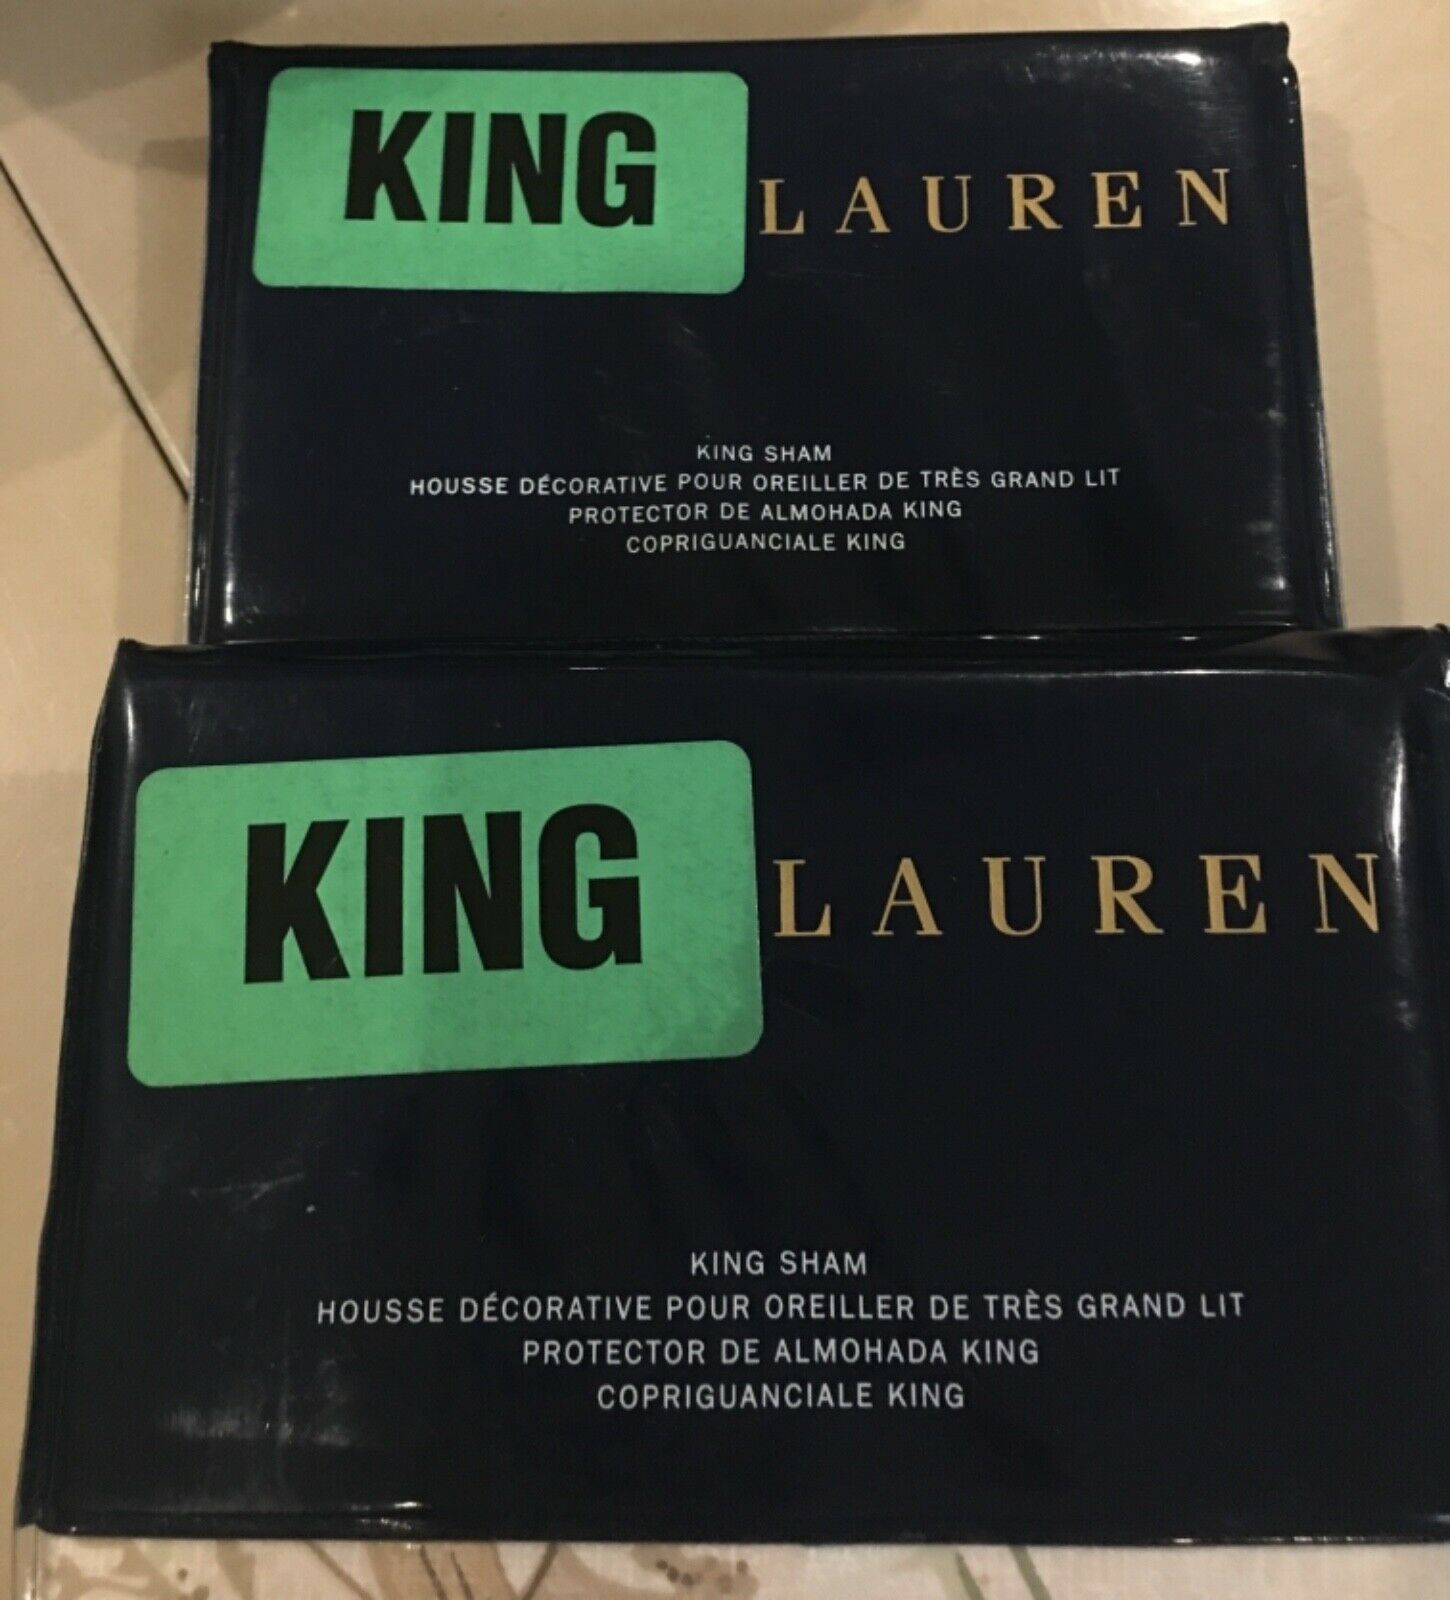 KING
LAUREN
KING SHAM
HOUSSE DÉCORATIVE POUR OREILLER DE TRÈS GRAND LIT
PROTECTOR DE ALMOHADA KING
COPRIGUANCIALE KING
KING
LAUREN
KING SHAM
HOUSSE DÉCORATIVE POUR OREILLER DE TRÈS GRAND LIT
PROTECTOR DE ALMOHADA KING
COPRIGUANCIALE KING